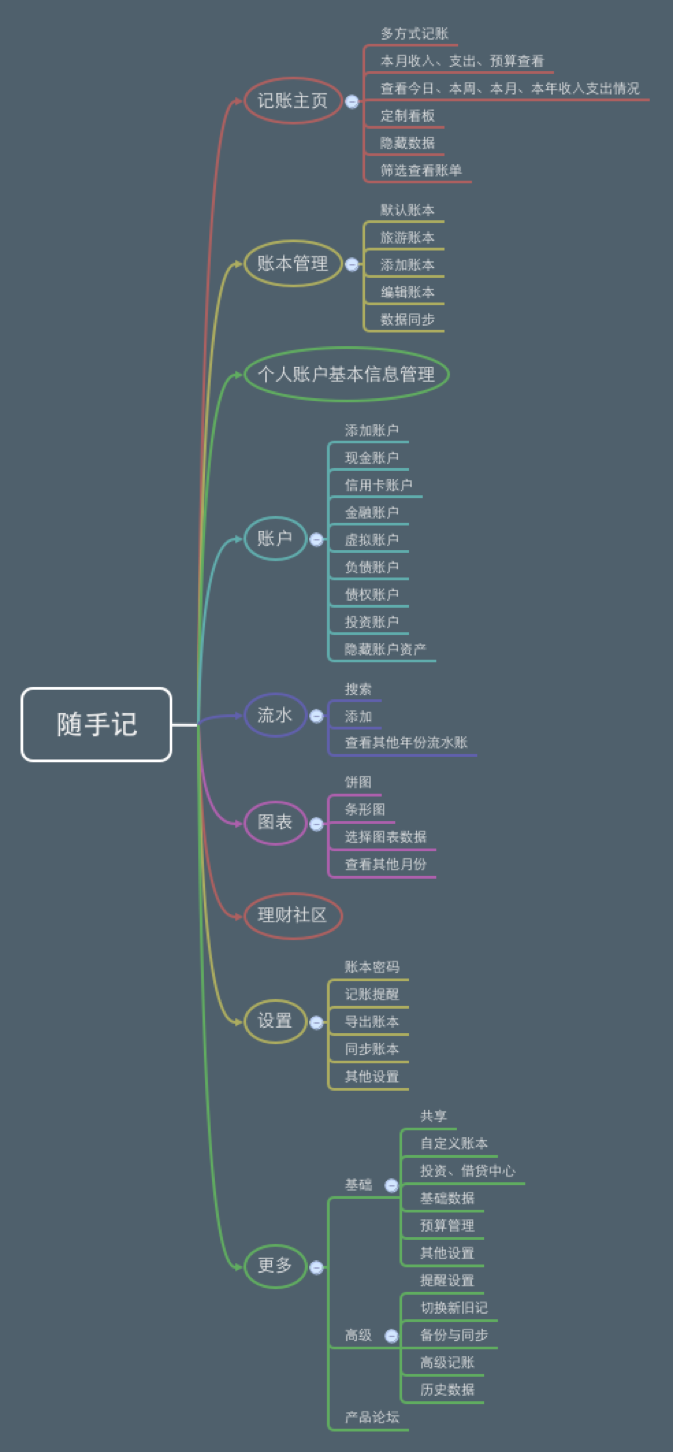 随手记
记账主页
多方式记账
本月收入、支出、预算查看
查看今日、本周、本月、本年收入支出情况
定制看板
隐藏数据
筛选查看账单
账本管理
默认账本
旅游账本
添加账本
编辑账本
数据同步
个人账户基本信息管理
账户
添加账户
现金账户
信用卡账户
金融账户
虚拟账户
负债账户
债权账户
投资账户
隐藏账户资产
流水
搜索
添加
查看其他年份流水账
图表
饼图
条形图
选择图表数据
查看其他月份
理财社区
设置
账本密码
记账提醒
导出账本
同步账本
其他设置
更多
基础
共享
自定义账本
投资、借贷中心
基础数据
预算管理
其他设置
高级
提醒设置
切换新旧记
备份与同步
高级记账
历史数据
产品论坛